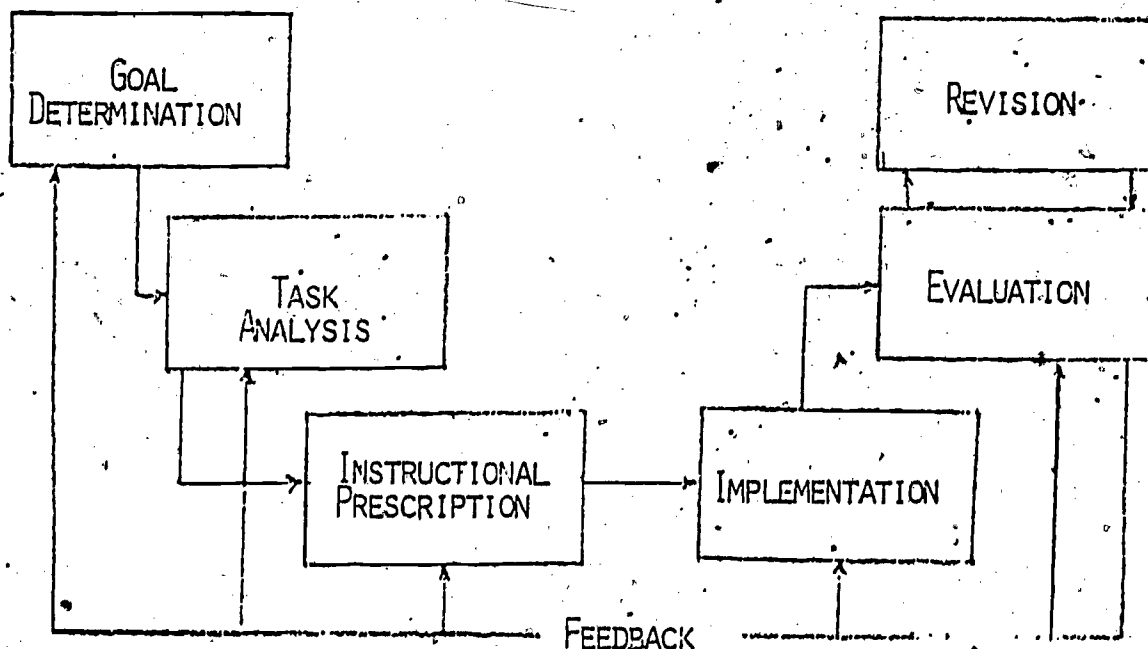 GOAL
DETERMINATION
REVISION
TASK
ANALYSIS
EVALUATION
INSTRUCTIONAL
PRESCRIPTION
IMPLEMENTATION
FEEDBACK